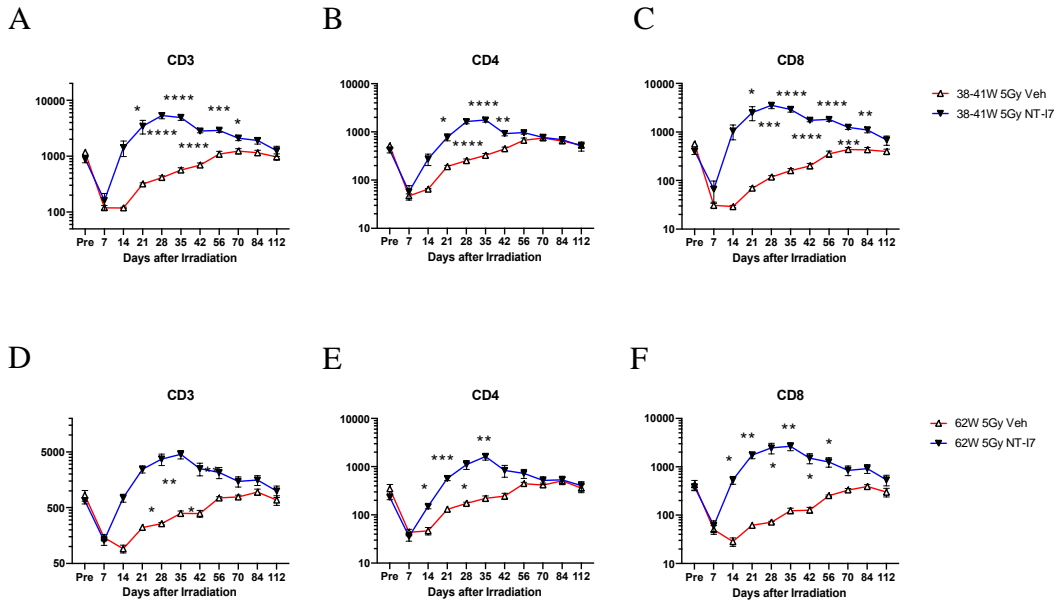 A
B
C
CD3
CD4
CD8
10000
1000
100
**** ***
*
*
****
****
Pre 7 14 21 28 35 42 56 70 84 112
Days after Irradiation
10000
1000
100
10
****
* **
****
Pre 7 14 21 28 35 42 56 70 84 112
Days after Irradiation
10000
1000
100
10
* **** ****
**
***
****
***
Pre 7 14 21 28 35 42 56 70 84 112
Days after Irradiation
38-41W 5Gy Veh
38-41W 5Gy NT-I7
D
E
F
CD3
CD4
CD8
5000
500
50
**
**
* *
Pre 7 14 21 28 35 42 56 70 84 112
Days after Irradiation
10000
1000
100
10
**
***
* *
Pre 7 14 21 28 35 42 56 70 84 112
Days after Irradiation
10000
1000
100
10
** **
*
* *
*
Pre 7 14 21 28 35 42 56 70 84 112
Days after Irradiation
62W 5Gy Veh
62W 5Gy NT-I7